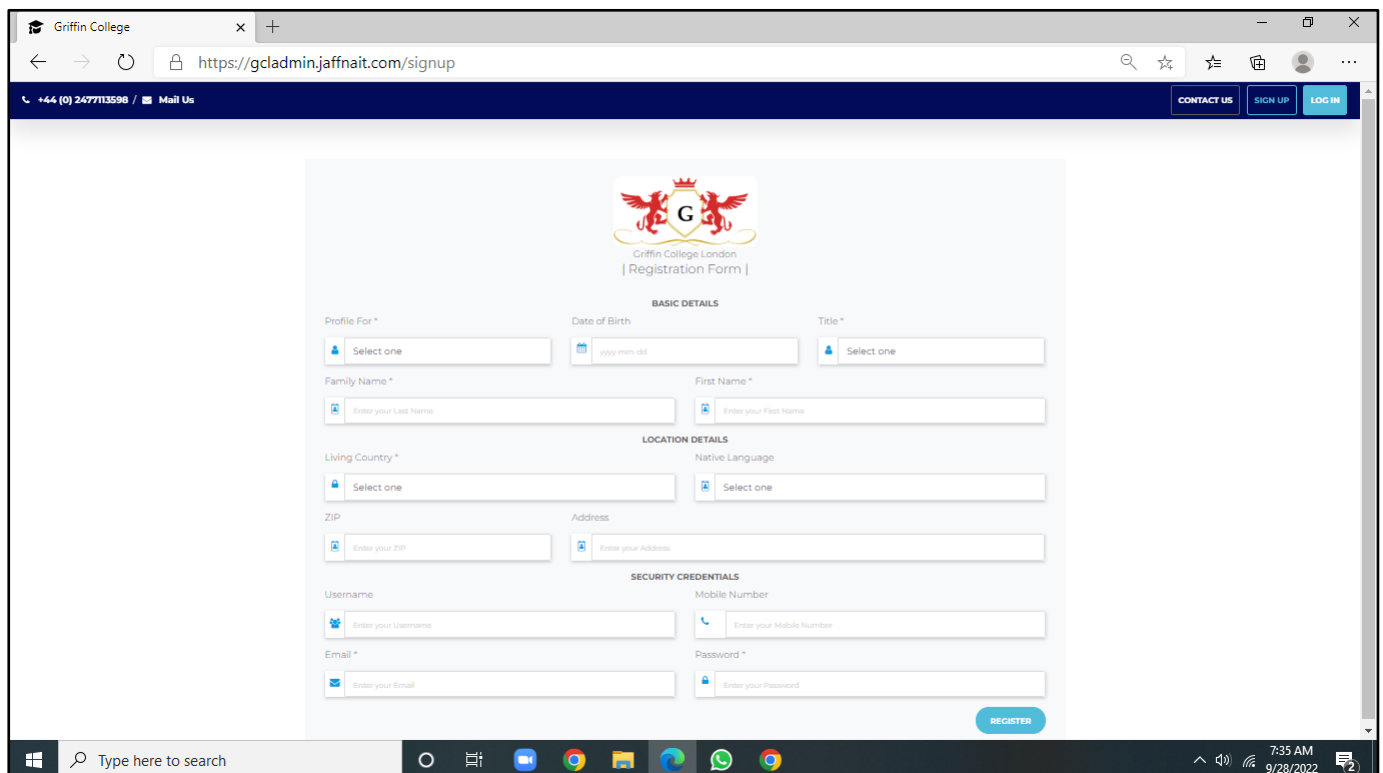 Griffin College
https://gcladmin.jaffnait.com/signup
+44 (0) 2477113598 / Mail Us
CONTACT US SIGN UP LOG IN
G
Griffin College London
| Registration Form |
BASIC DETAILS
Profile For * Date of Birth Title *
Select one yyyy-mm-dd Select one
Family Name * First Name *
Enter your Last Name Enter your First Name
LOCATION DETAILS
Living Country * Native Language
Select one Select one
ZIP Address
Enter your ZIP Enter your Address
SECURITY CREDENTIALS
Username Mobile Number
Enter your Username Enter your Mobile Number
Email * Password *
Enter your Email Enter your Password
REGISTER
Type here to search
7:35 AM
9/28/2022
2